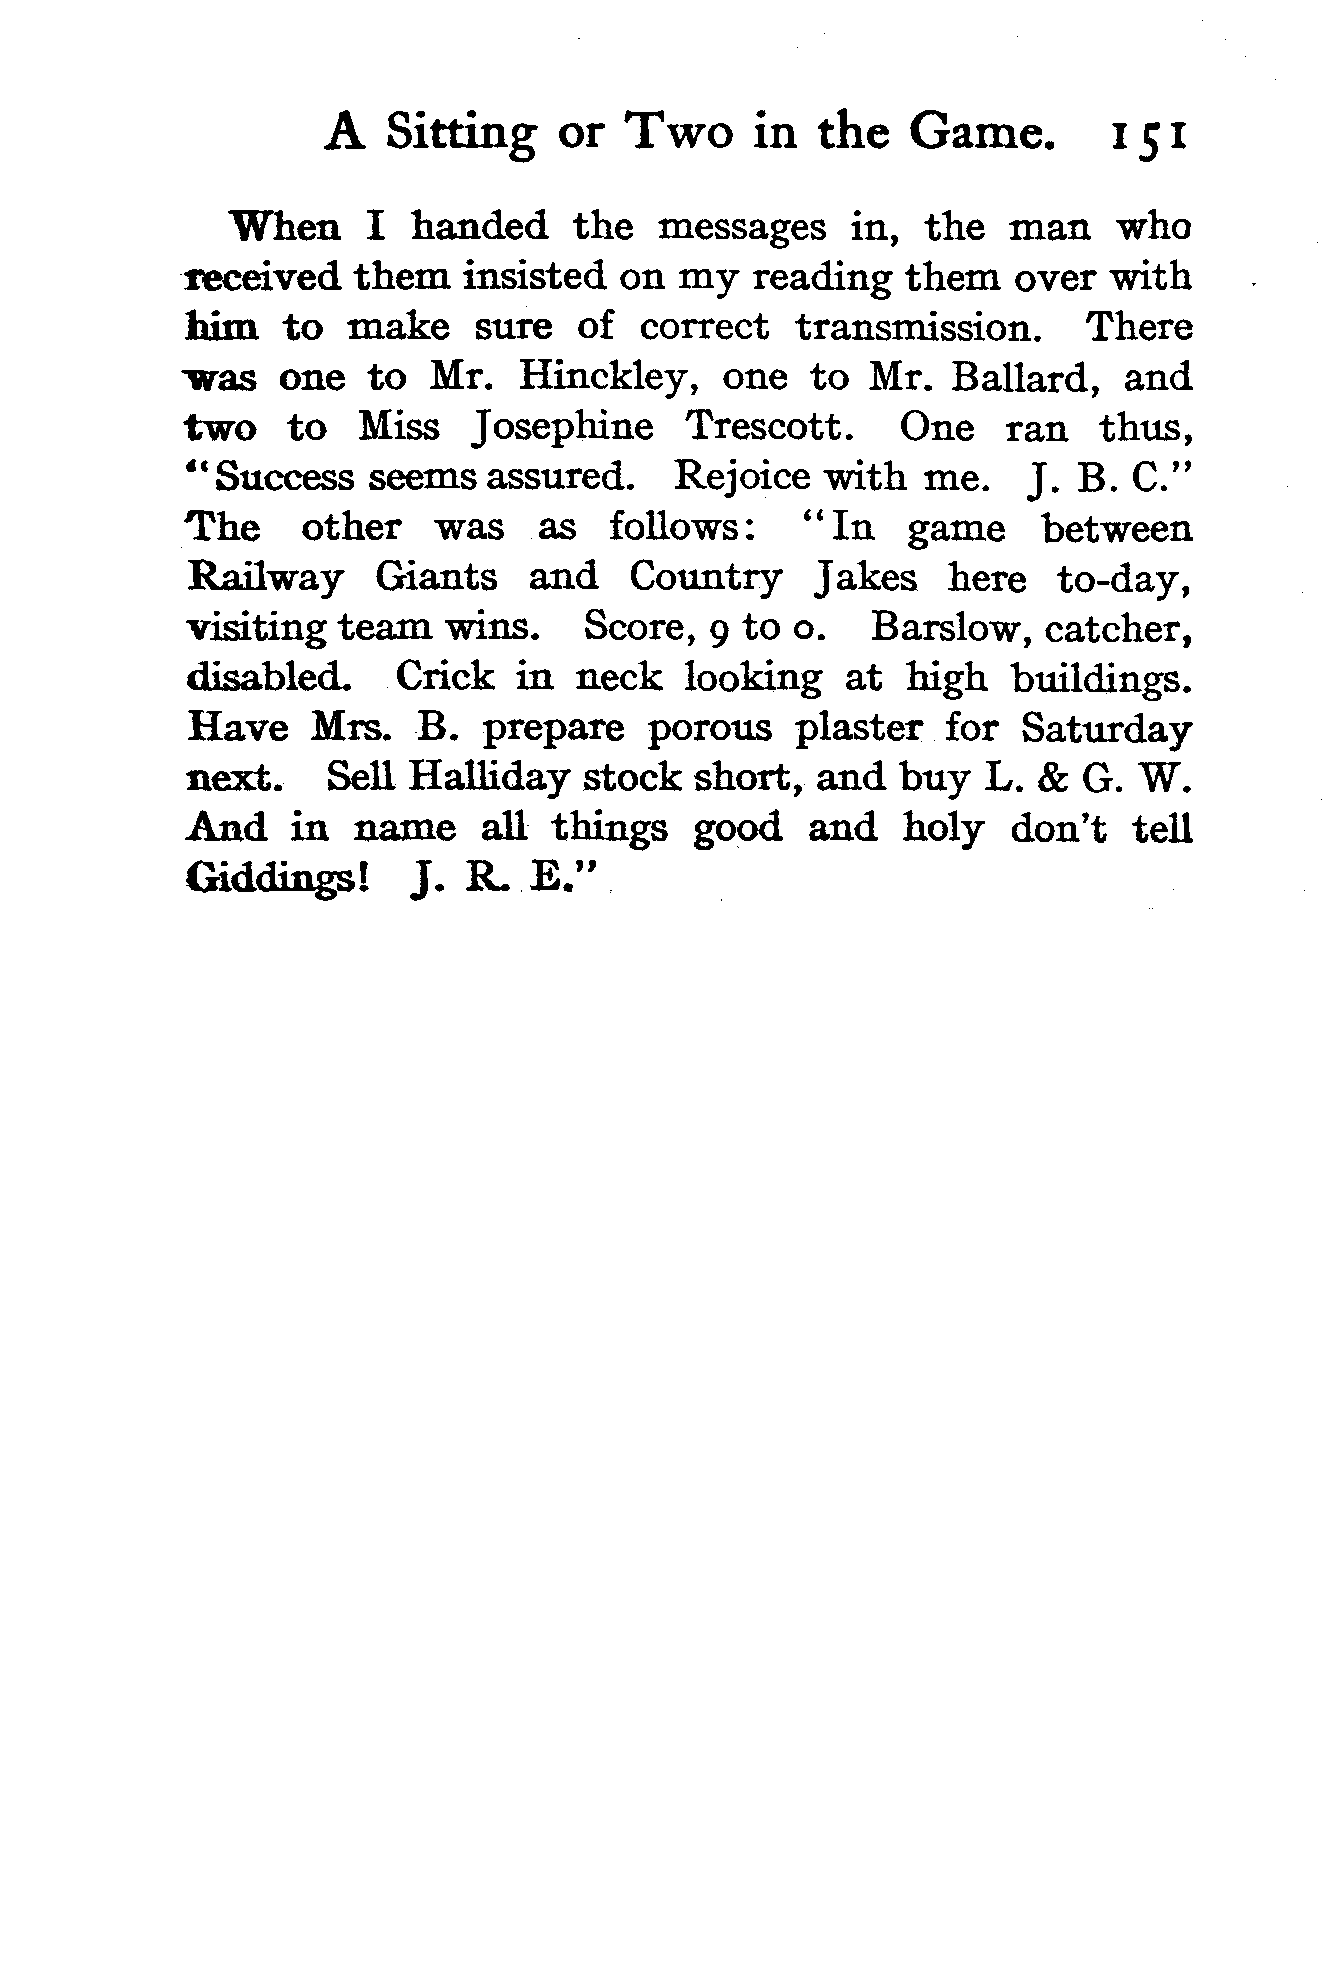 A Sitting or Two in the Game. 151
When I handed the messages in, the man who
received them insisted on my reading them over with
him to make sure of correct transmission. There
was one to Mr. Hinckley, one to Mr. Ballard, and
two to Miss Josephine Trescott. One ran thus,
“Success seems assured. Rejoice with me. J. B. C.”
The other was as follows: “In game between
Railway Giants and Country Jakes here to-day,
visiting team wins. Score, 9 to 0. Barslow, catcher,
disabled. Crick in neck looking at high buildings.
Have Mrs. B. prepare porous plaster for Saturday
next. Sell Halliday stock short, and buy L. & G. W.
And in name all things good and holy don’t tell
Giddings! J. R. E.”